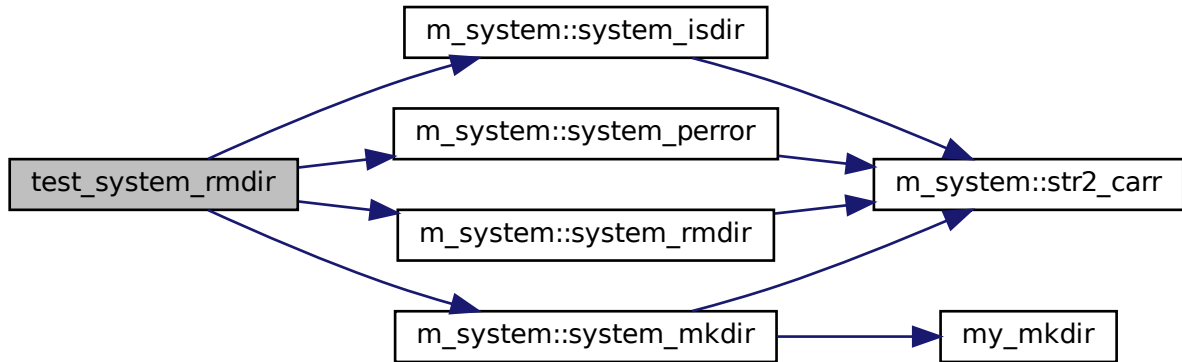 m_system::system_isdir
m_system::system_perror
test_system_rmdir
m_system::str2_carr
m_system::system_rmdir
m_system::system_mkdir
my_mkdir